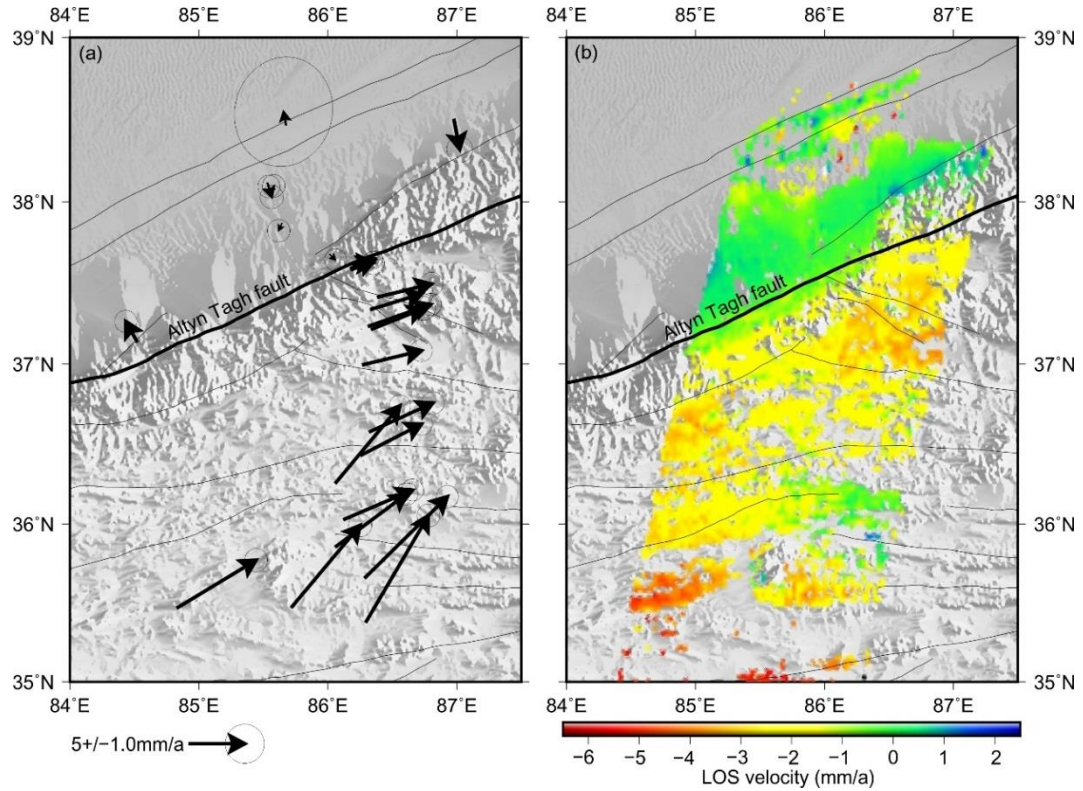 84°E 85°E 86°E 87°E 84°E 85°E 86°E 87°E
39°N 39°N
(a) (b)
38°N 38°N
Altyn Tagh fault Altyn Tagh fault
37°N 37°N
36°N 36°N
35°N 35°N
84°E 85°E 86°E 87°E 84°E 85°E 86°E 87°E
5+/−1.0mm/a
−6 −5 −4 −3 −2 −1 0 1 2
LOS velocity (mm/a)